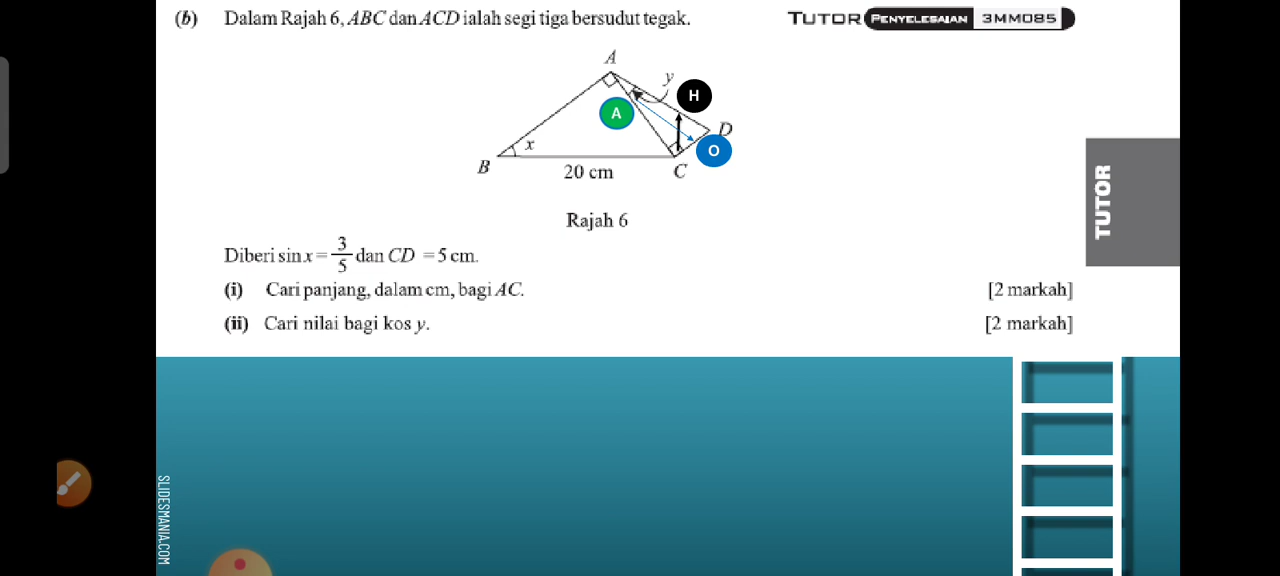 (b) Dalam Rajah 6, ABC dan ACD ialah segi tiga bersudut tegak.
TUTOR PENYELESAIAN 3MM085
A
y
H
A
D
x
O
B
20 cm
C
Rajah 6
TUTOR
Diberi sin x = 3/5 dan CD = 5 cm.
(i) Cari panjang, dalam cm, bagi AC. [2 markah]
(ii) Cari nilai bagi kos y. [2 markah]
SLIDESMANIA.COM